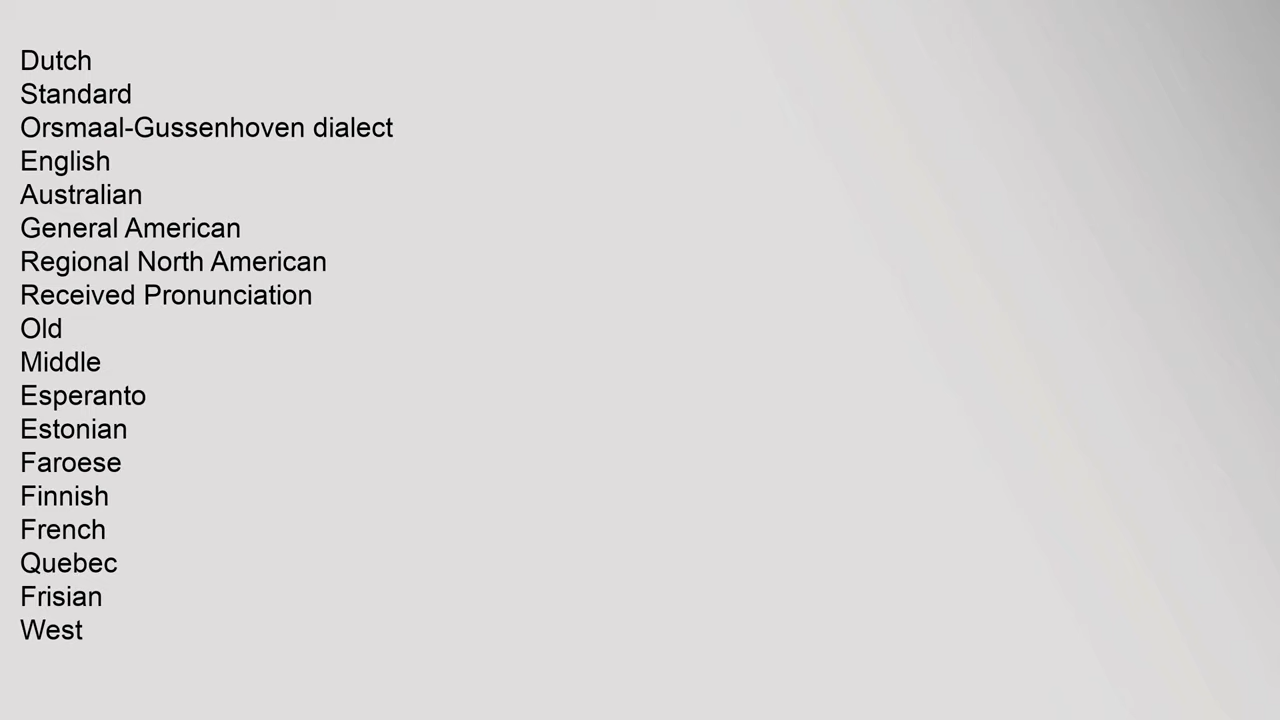 Dutch
Standard
Orsmaal-Gussenhoven dialect
English
Australian
General American
Regional North American
Received Pronunciation
Old
Middle
Esperanto
Estonian
Faroese
Finnish
French
Quebec
Frisian
West